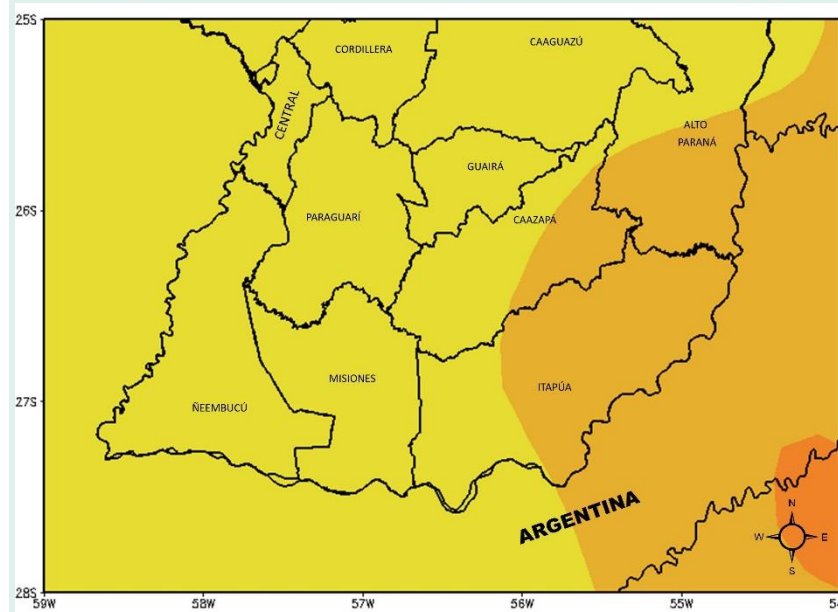 25S
CORDILLERA
CAAGUAZÚ
CENTRAL
ALTO
PARANÁ
GUAIRÁ
26S
PARAGUARÍ
CAAZAPÁ
MISIONES
ITAPÚA
27S
ÑEEMBUCÚ
ARGENTINA
N
W
E
S
28S
59W
58W
57W
56W
55W